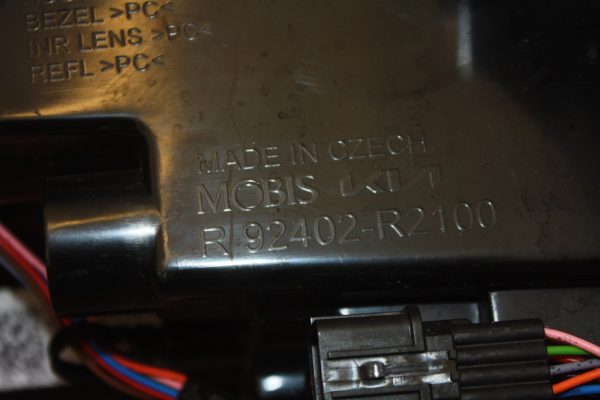 BEZEL >PC<
INR LENS >PC<
REFL >PC<
MADE IN CZECH
MOBIS KIA
R 92402-R2100